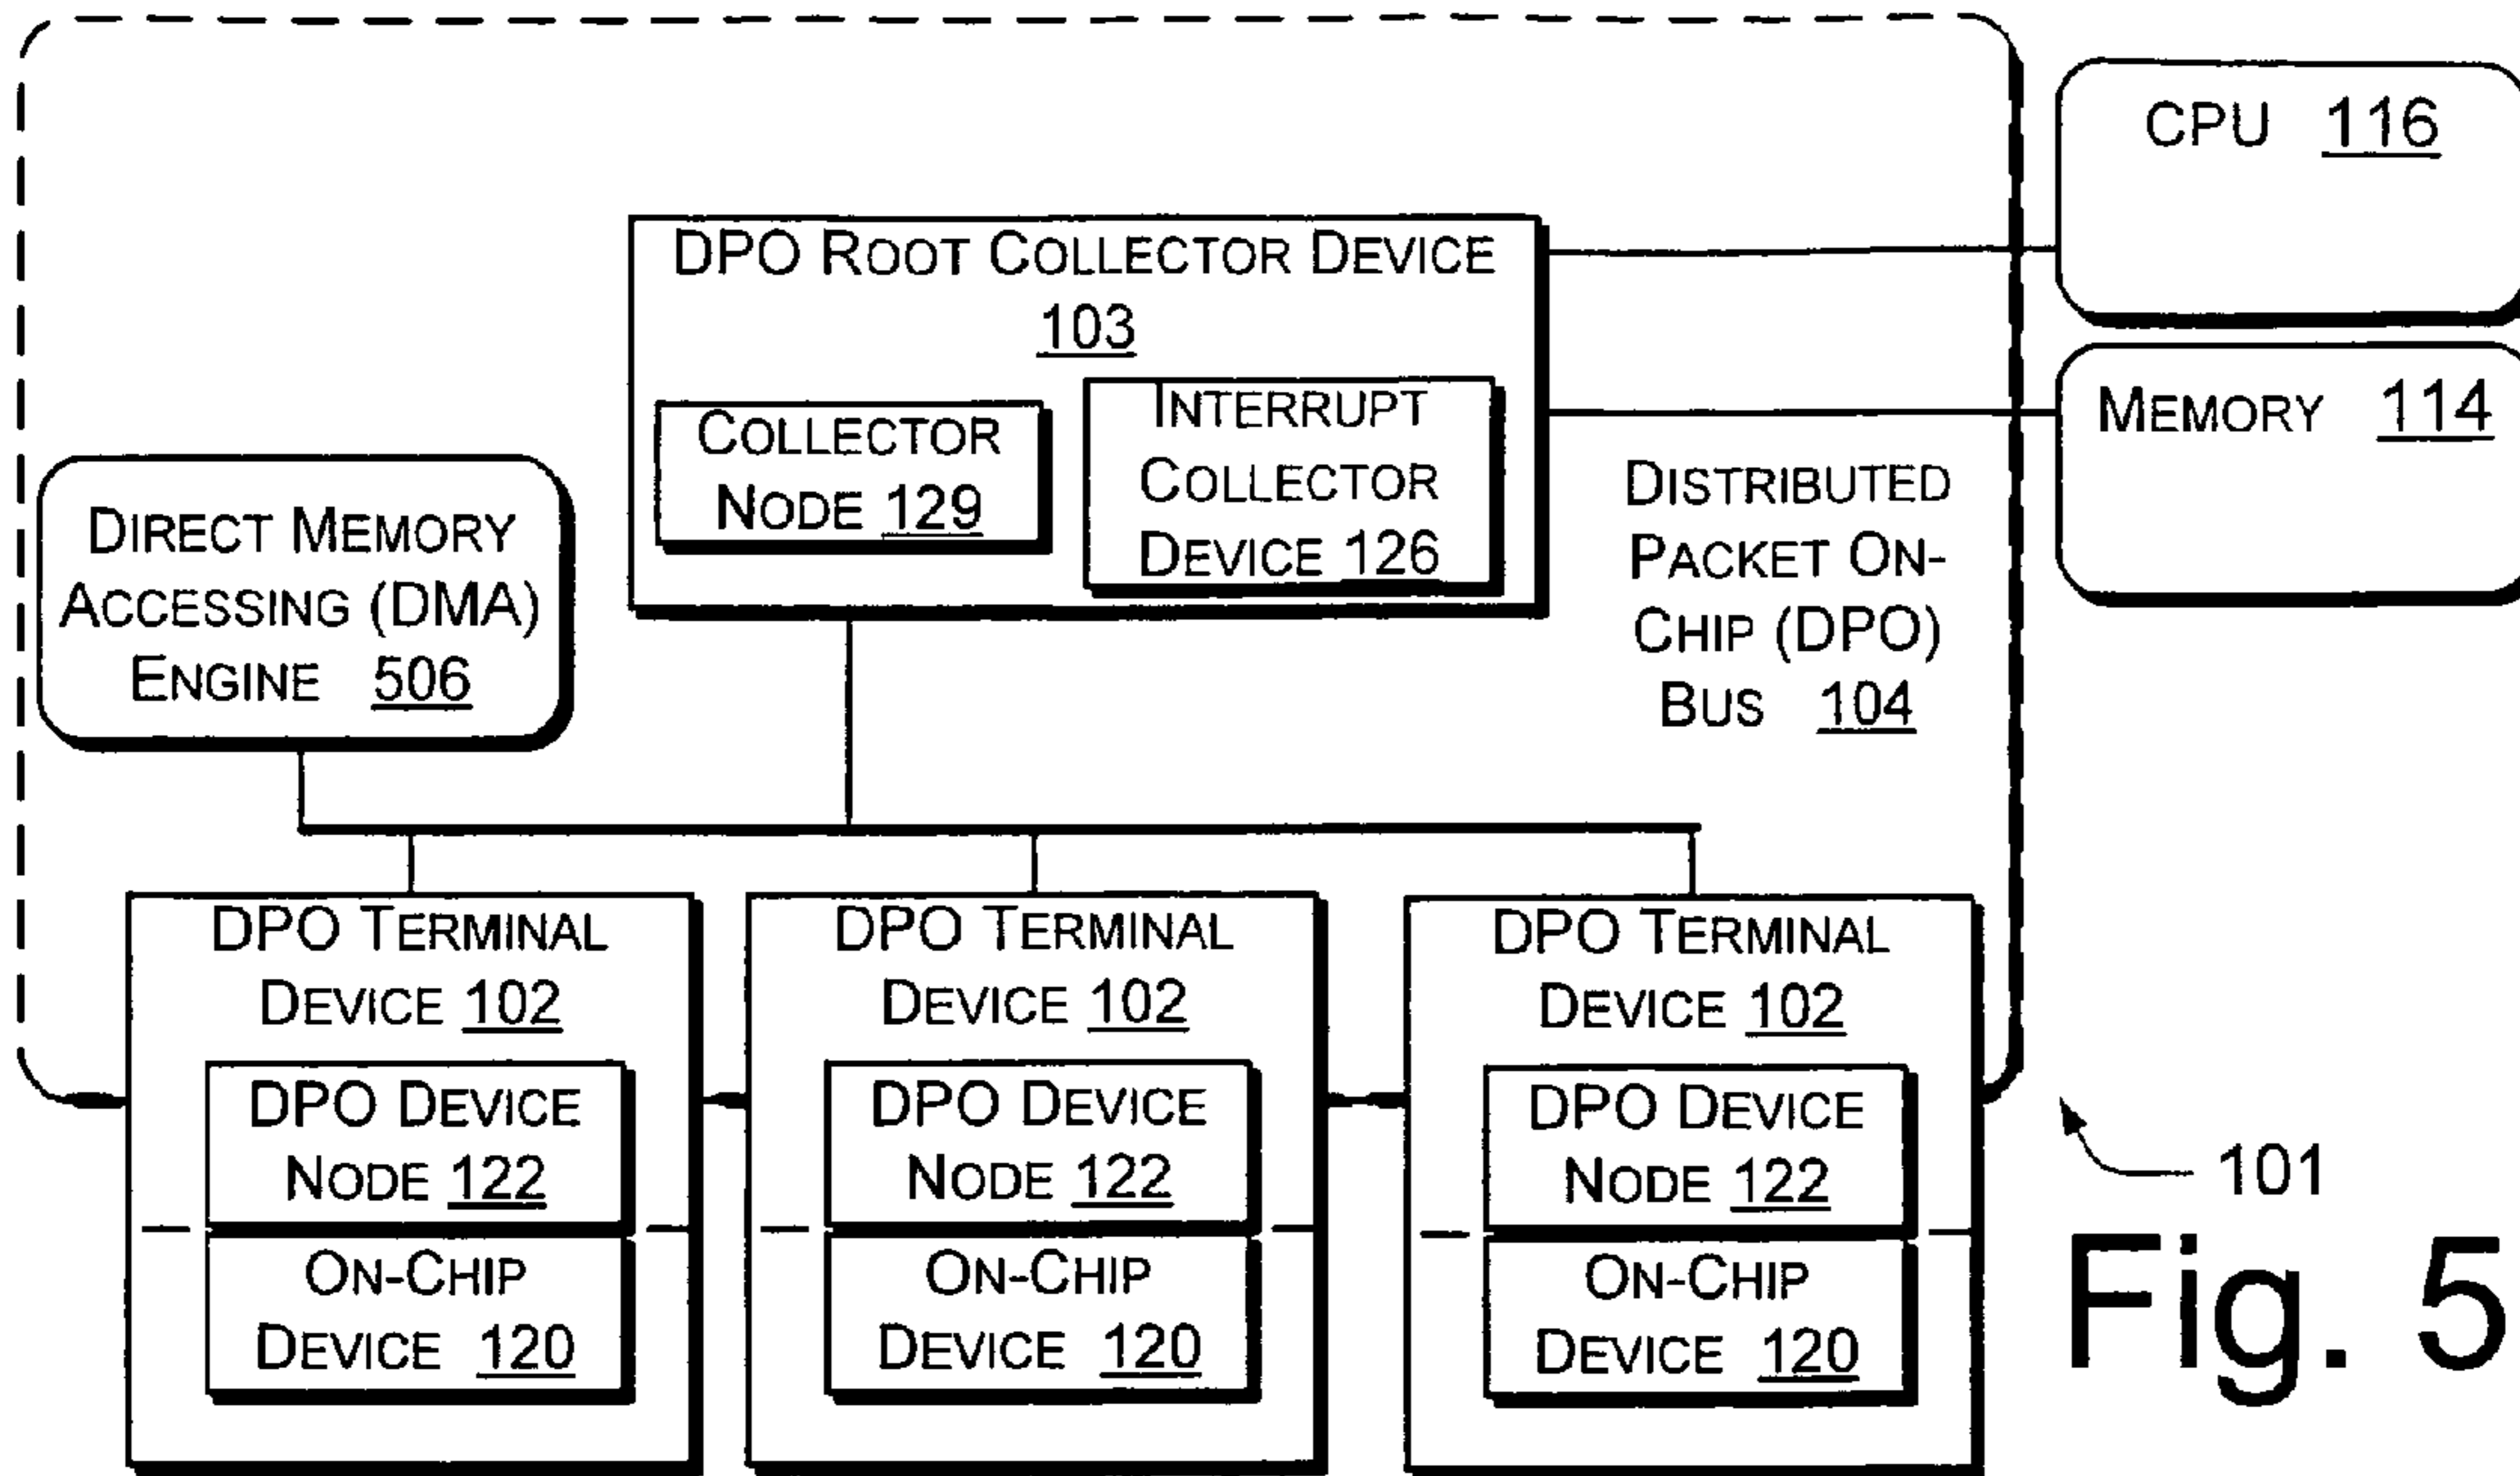 CPU 116
DPO ROOT COLLECTOR DEVICE
103
COLLECTOR
NODE 129
INTERRUPT
COLLECTOR
DEVICE 126
MEMORY 114
DISTRIBUTED
PACKET ON-
CHIP (DPO)
BUS 104
DIRECT MEMORY
ACCESSING (DMA)
ENGINE 506
DPO TERMINAL
DEVICE 102
DPO DEVICE
NODE 122
ON-CHIP
DEVICE 120
DPO TERMINAL
DEVICE 102
DPO DEVICE
NODE 122
ON-CHIP
DEVICE 120
DPO TERMINAL
DEVICE 102
DPO DEVICE
NODE 122
ON-CHIP
DEVICE 120
101
Fig. 5